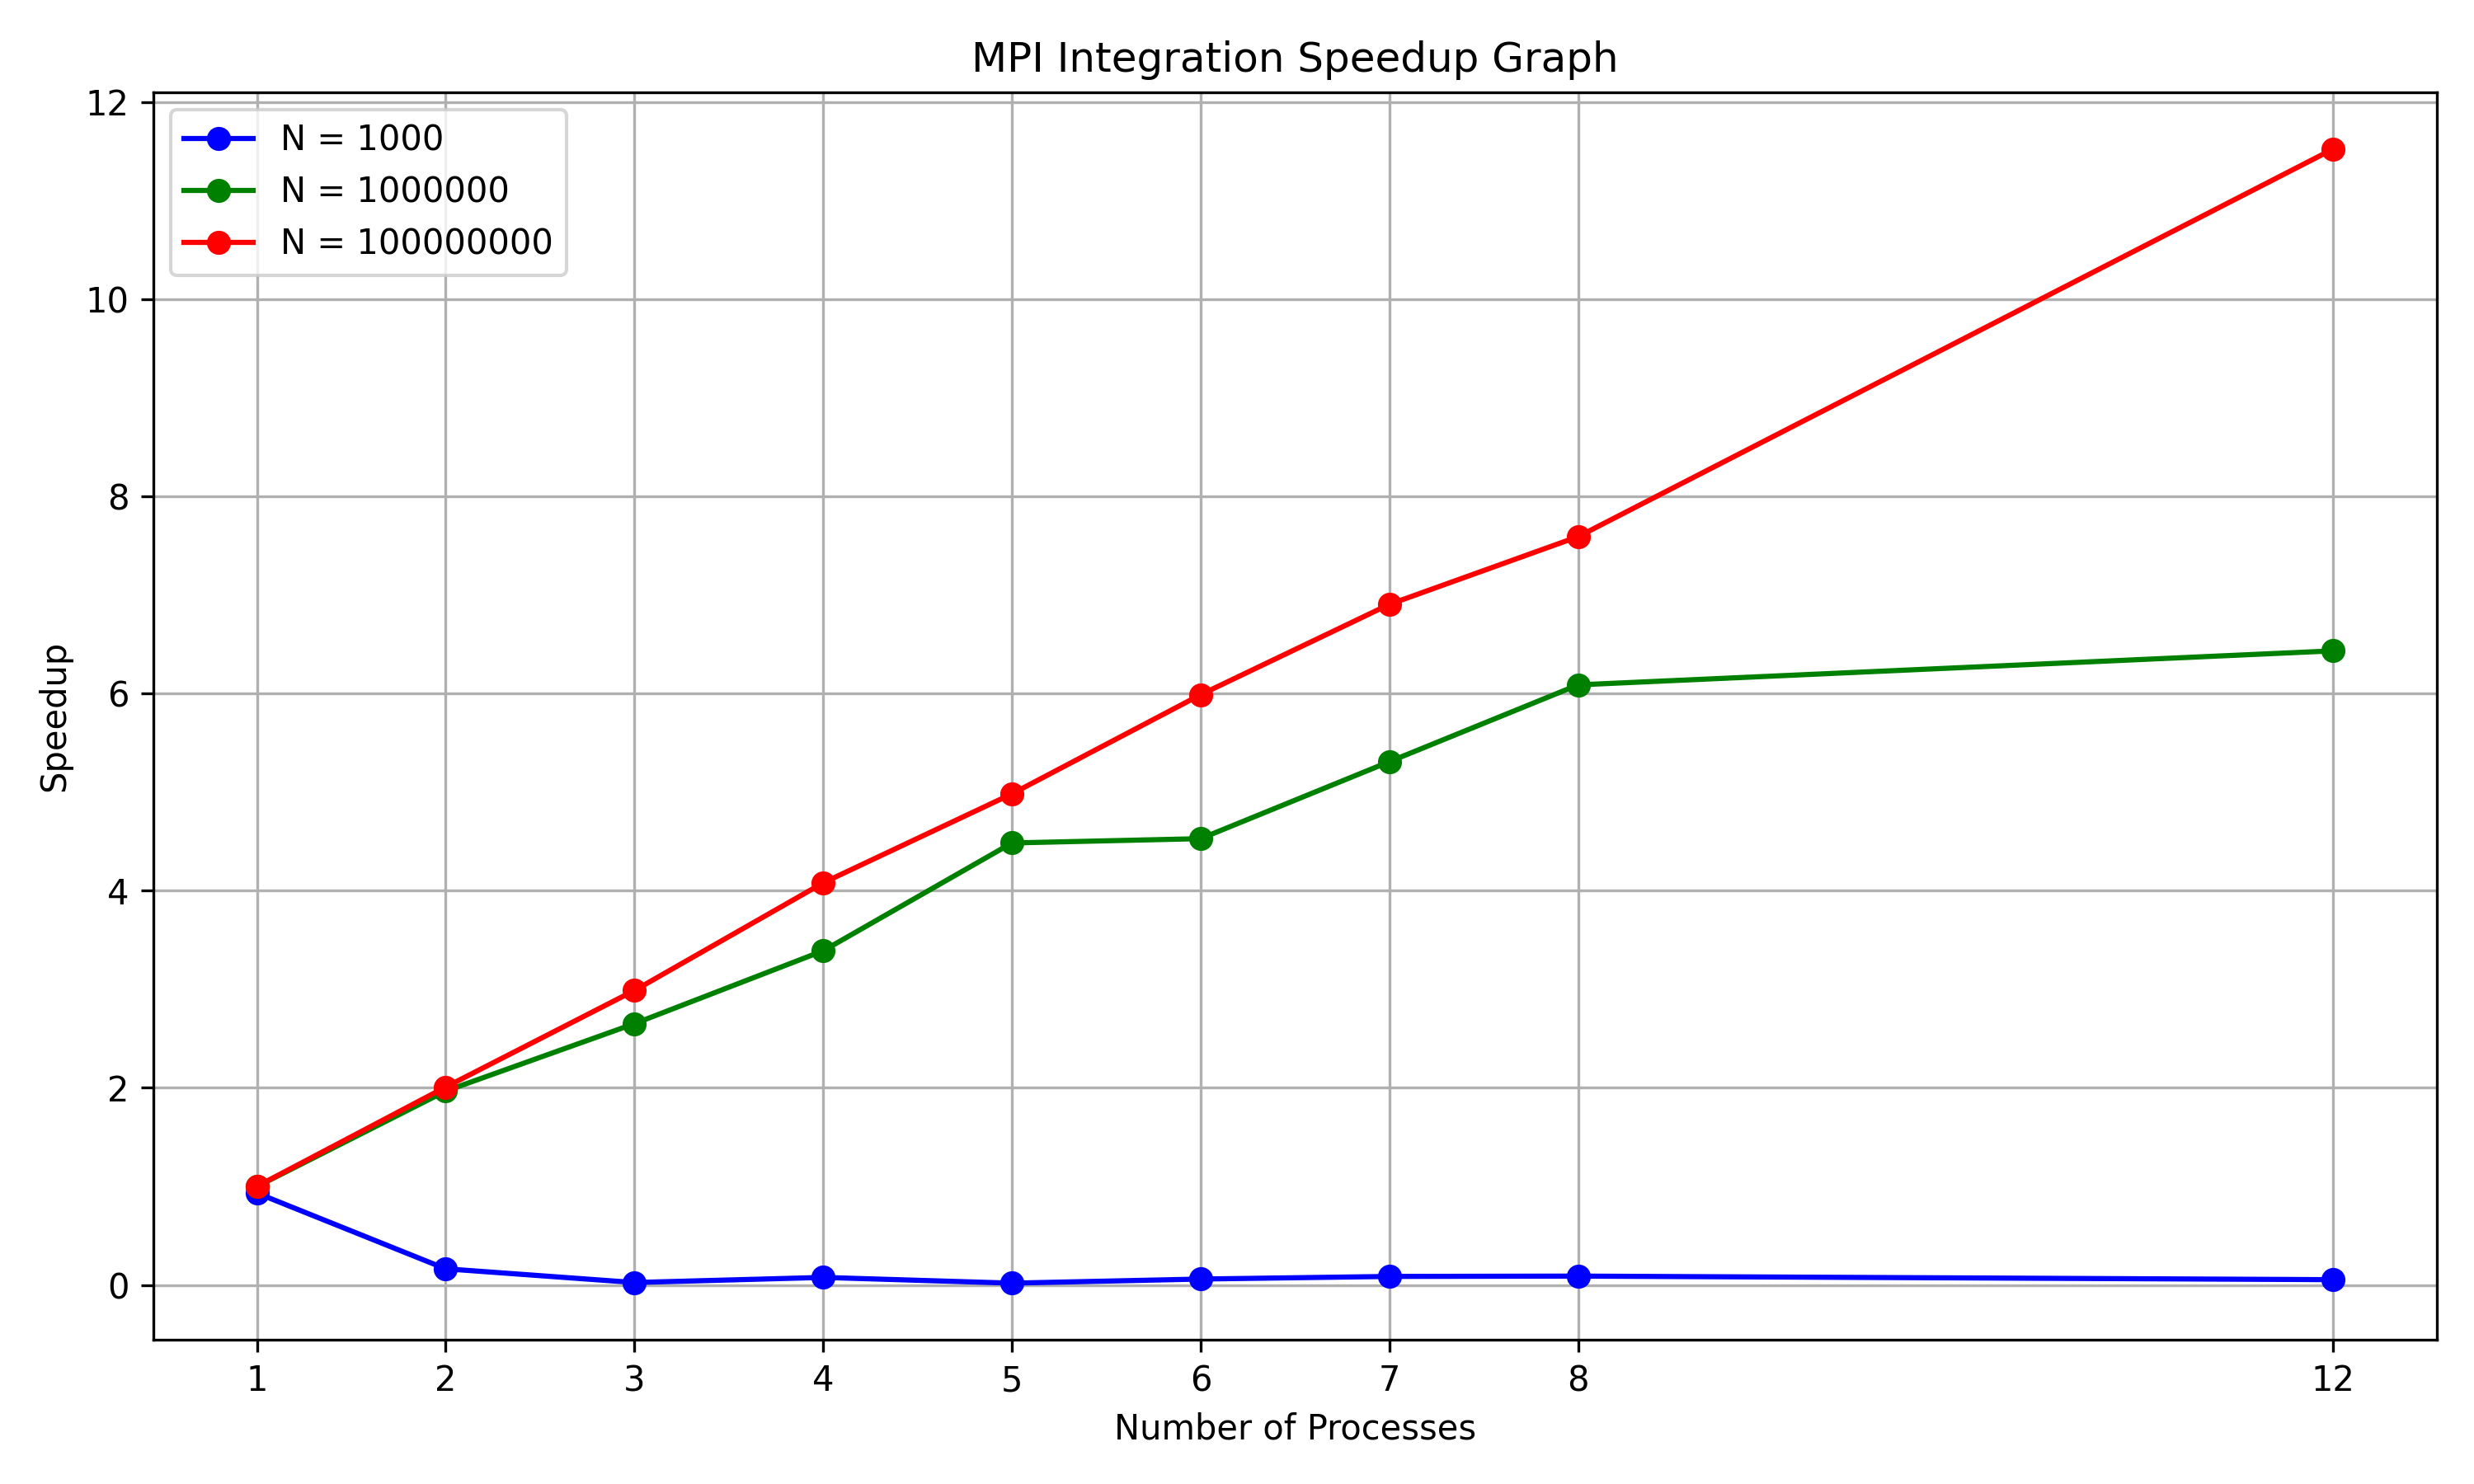 MPI Integration Speedup Graph
N = 1000
N = 1000000
N = 100000000
12
10
8
6
4
2
0
Speedup
1 2 3 4 5 6 7 8 12
Number of Processes